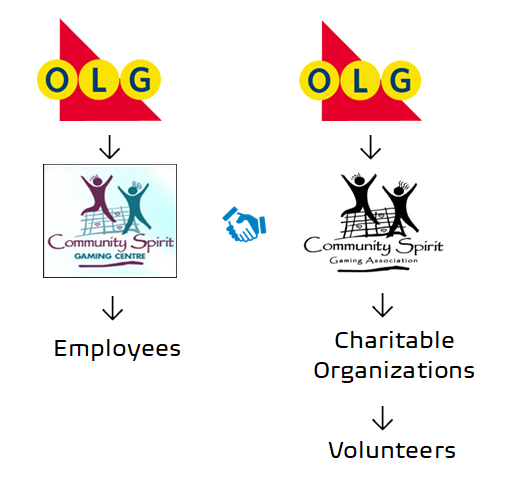 OLG
OLG
Community Spirit
GAMING CENTRE
Community Spirit
Gaming Association
Employees
Charitable
Organizations
Volunteers